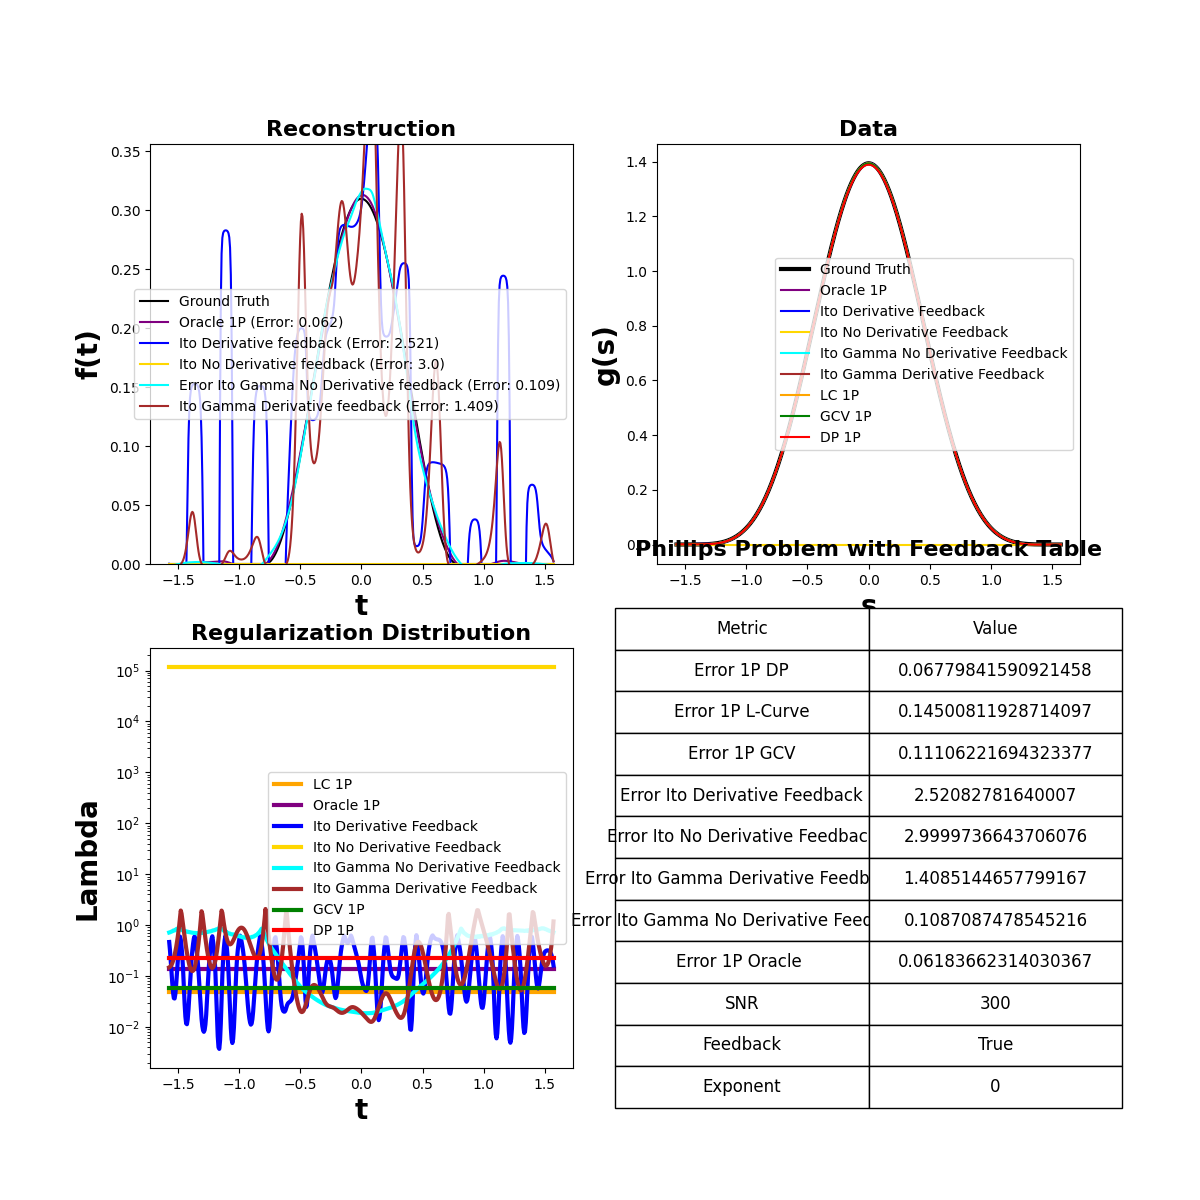 Reconstruction
f(t)
0.35
0.30
0.25
0.20
0.15
0.10
0.05
0.00
Ground Truth
Oracle 1P (Error: 0.062)
Ito Derivative feedback (Error: 2.521)
Ito No Derivative feedback (Error: 3.0)
Error Ito Gamma No Derivative feedback (Error: 0.109)
Ito Gamma Derivative feedback (Error: 1.409)
−1.5 −1.0 −0.5 0.0 0.5 1.0 1.5
t
Data
g(s)
1.4
1.2
1.0
0.8
0.6
0.4
0.2
Ground Truth
Oracle 1P
Ito Derivative Feedback
Ito No Derivative Feedback
Ito Gamma No Derivative Feedback
Ito Gamma Derivative Feedback
LC 1P
GCV 1P
DP 1P
−1.5 −1.0 −0.5 0.0 0.5 1.0 1.5
s
Regularization Distribution
Lambda
10⁵
10⁴
10³
10²
10¹
10⁰
10⁻¹
10⁻²
LC 1P
Oracle 1P
Ito Derivative Feedback
Ito No Derivative Feedback
Ito Gamma No Derivative Feedback
Ito Gamma Derivative Feedback
GCV 1P
DP 1P
−1.5 −1.0 −0.5 0.0 0.5 1.0 1.5
t
Phillips Problem with Feedback Table
Metric Value
Error 1P DP 0.06779841590921458
Error 1P L-Curve 0.14500811928714097
Error 1P GCV 0.11106221694323377
Error Ito Derivative Feedback 2.52082781640007
Error Ito No Derivative Feedbac 2.9999736643706076
Error Ito Gamma Derivative Feedb 1.4085144657799167
Error Ito Gamma No Derivative Feed 0.1087087478545216
Error 1P Oracle 0.06183662314030367
SNR 300
Feedback True
Exponent 0